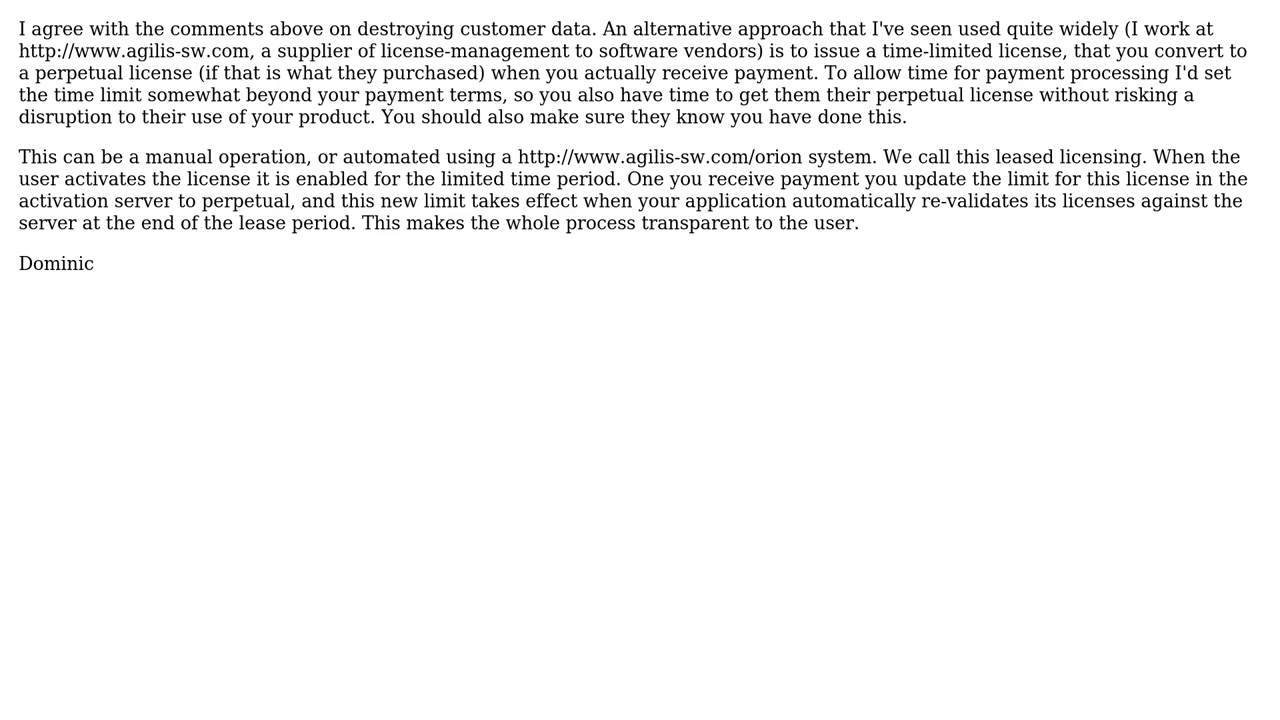 I agree with the comments above on destroying customer data. An alternative approach that I've seen used quite widely (I work at
http://www.agilis-sw.com, a supplier of license-management to software vendors) is to issue a time-limited license, that you convert to
a perpetual license (if that is what they purchased) when you actually receive payment. To allow time for payment processing I'd set
the time limit somewhat beyond your payment terms, so you also have time to get them their perpetual license without risking a
disruption to their use of your product. You should also make sure they know you have done this.
This can be a manual operation, or automated using a http://www.agilis-sw.com/orion system. We call this leased licensing. When the
user activates the license it is enabled for the limited time period. One you receive payment you update the limit for this license in the
activation server to perpetual, and this new limit takes effect when your application automatically re-validates its licenses against the
server at the end of the lease period. This makes the whole process transparent to the user.
Dominic